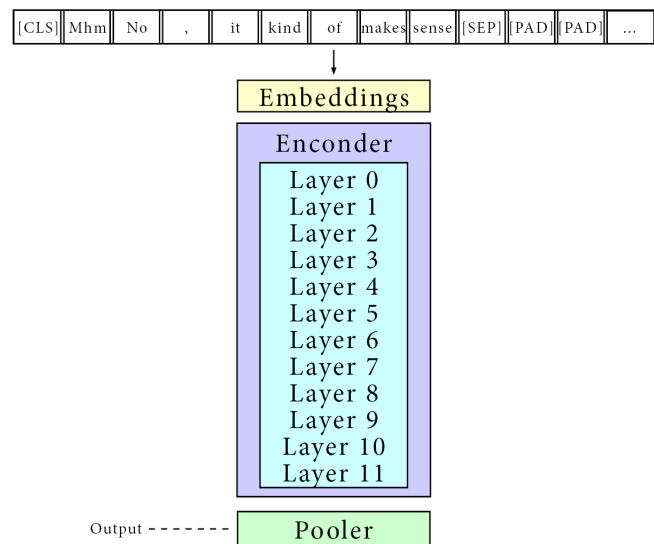 [CLS] Mhm No , it kind of makes sense [SEP] [PAD] [PAD] ...
Embeddings
Enconder
Layer 0
Layer 1
Layer 2
Layer 3
Layer 4
Layer 5
Layer 6
Layer 7
Layer 8
Layer 9
Layer 10
Layer 11
Output
Pooler